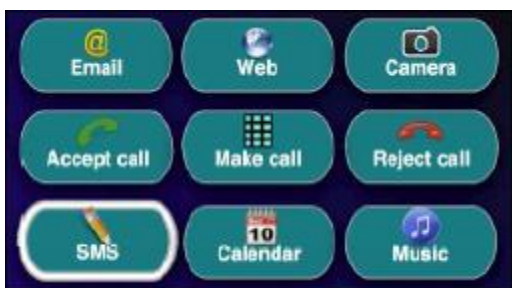 @
Email
Web
Camera
Accept call
Make call
Reject call
SMS
10
Calendar
Music